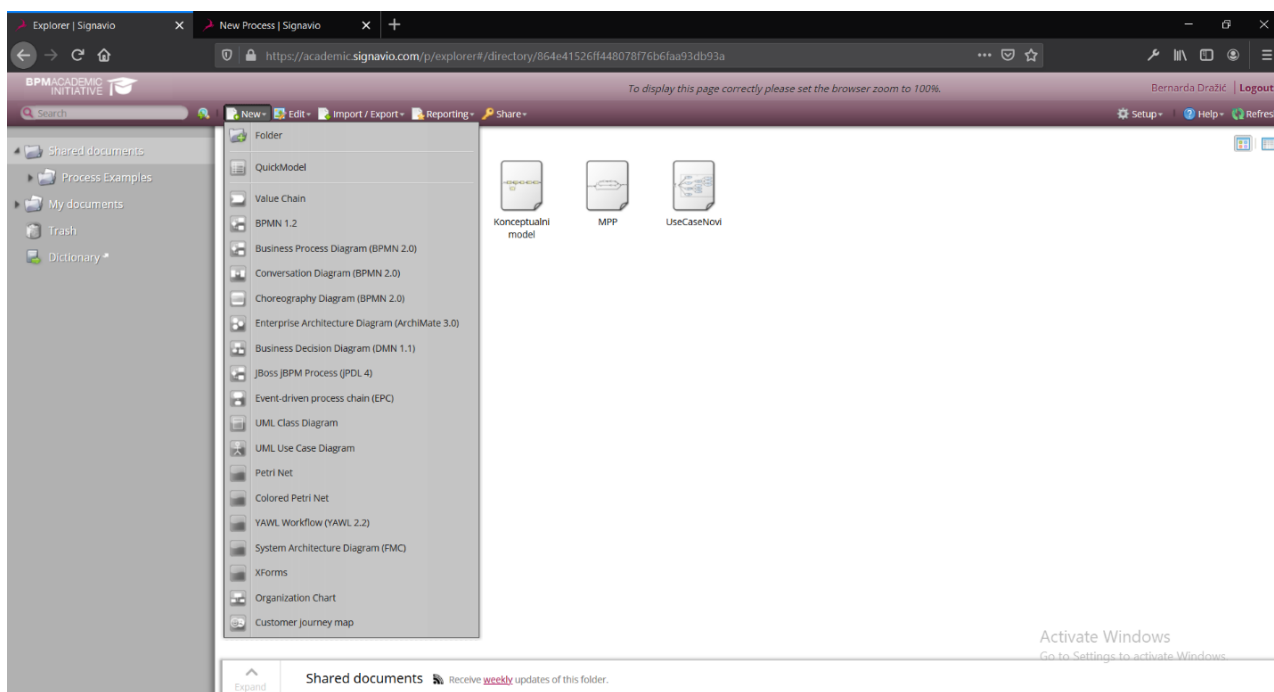 Explorer | Signavio
New Process | Signavio
https://academic.signavio.com/p/explorer#/directory/864e41526ff448078f76b6faa93db93a
BPMACADEMIC
INITIATIVE
To display this page correctly please set the browser zoom to 100%.
Bernarda Dražić | Logout
Search
New
Edit
Import / Export
Reporting
Share
Setup
Help
Refres
Shared documents
Process Examples
My documents
Trash
Dictionary
Folder
QuickModel
Value Chain
BPMN 1.2
Business Process Diagram (BPMN 2.0)
Conversation Diagram (BPMN 2.0)
Choreography Diagram (BPMN 2.0)
Enterprise Architecture Diagram (ArchiMate 3.0)
Business Decision Diagram (DMN 1.1)
JBoss jBPM Process (JPDL 4)
Event-driven process chain (EPC)
UML Class Diagram
UML Use Case Diagram
Petri Net
Colored Petri Net
YAWL Workflow (YAWL 2.2)
System Architecture Diagram (FMC)
XForms
Organization Chart
Customer journey map
Konceptualni
model
MPP
UseCaseNovi
Activate Windows
Go to Settings to activate Windows.
Expand
Shared documents
Receive weekly updates of this folder.